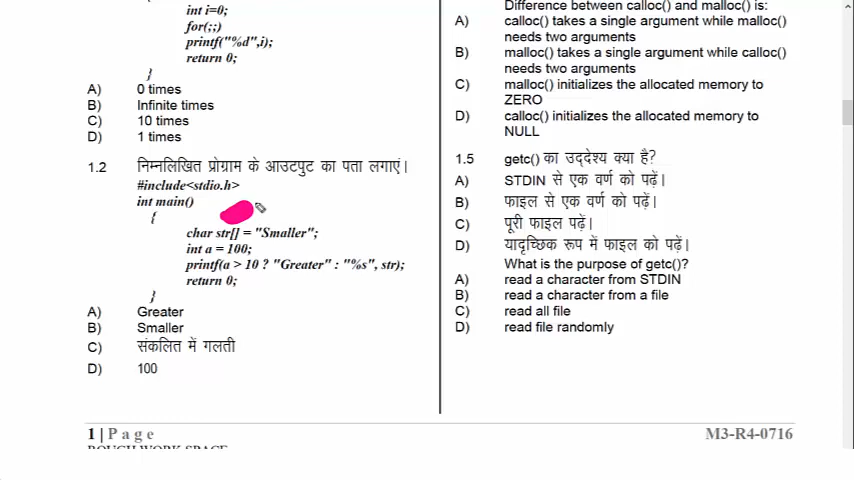 int i=0;
for(;;)
printf("%d",i);
return 0;
}
A) 0 times
B) Infinite times
C) 10 times
D) 1 times
1.2 निम्नलिखित प्रोग्राम के आउटपुट का पता लगाएं।
#include<stdio.h>
int main()
{
char str[] = "Smaller";
int a = 100;
printf(a > 10 ? "Greater" : "%s", str);
return 0;
}
A) Greater
B) Smaller
C) संकलित में गलती
D) 100
Difference between calloc() and malloc() is:
A) calloc() takes a single argument while malloc()
needs two arguments
B) malloc() takes a single argument while calloc()
needs two arguments
C) malloc() initializes the allocated memory to
ZERO
D) calloc() initializes the allocated memory to
NULL
1.5 getc() का उद्देश्य क्या है?
A) STDIN से एक वर्ण को पढ़ें।
B) फाइल से एक वर्ण को पढ़ें।
C) पूरी फाइल पढ़ें।
D) यादृच्छिक रूप में फाइल को पढ़ें।
What is the purpose of getc()?
A) read a character from STDIN
B) read a character from a file
C) read all file
D) read file randomly
1 | Page
M3-R4-0716
ROUGH WORK SPACE